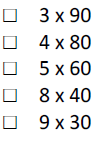 ☐ 3 x 90
☐ 4 x 80
☐ 5 x 60
☐ 8 x 40
☐ 9 x 30